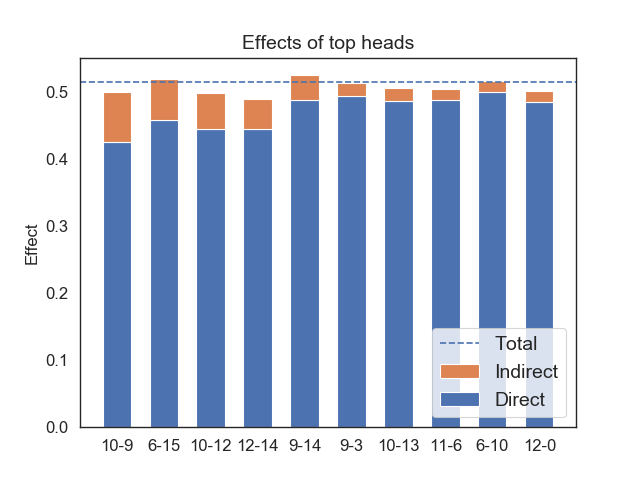 Effects of top heads
Effect
0.5
0.4
0.3
0.2
0.1
0.0
Total
Indirect
Direct
10-9 6-15 10-12 12-14 9-14 9-3 10-13 11-6 6-10 12-0